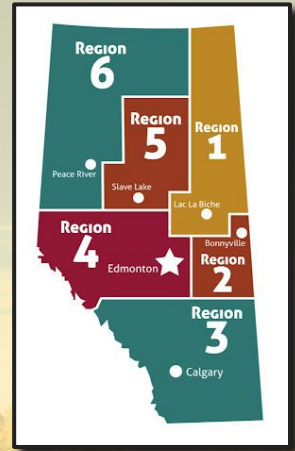 Region
6
Region
5
Region
1
Peace River
Slave Lake
Lac La Biche
Region
4
Edmonton
Bonnyville
Region
2
Region
3
Calgary